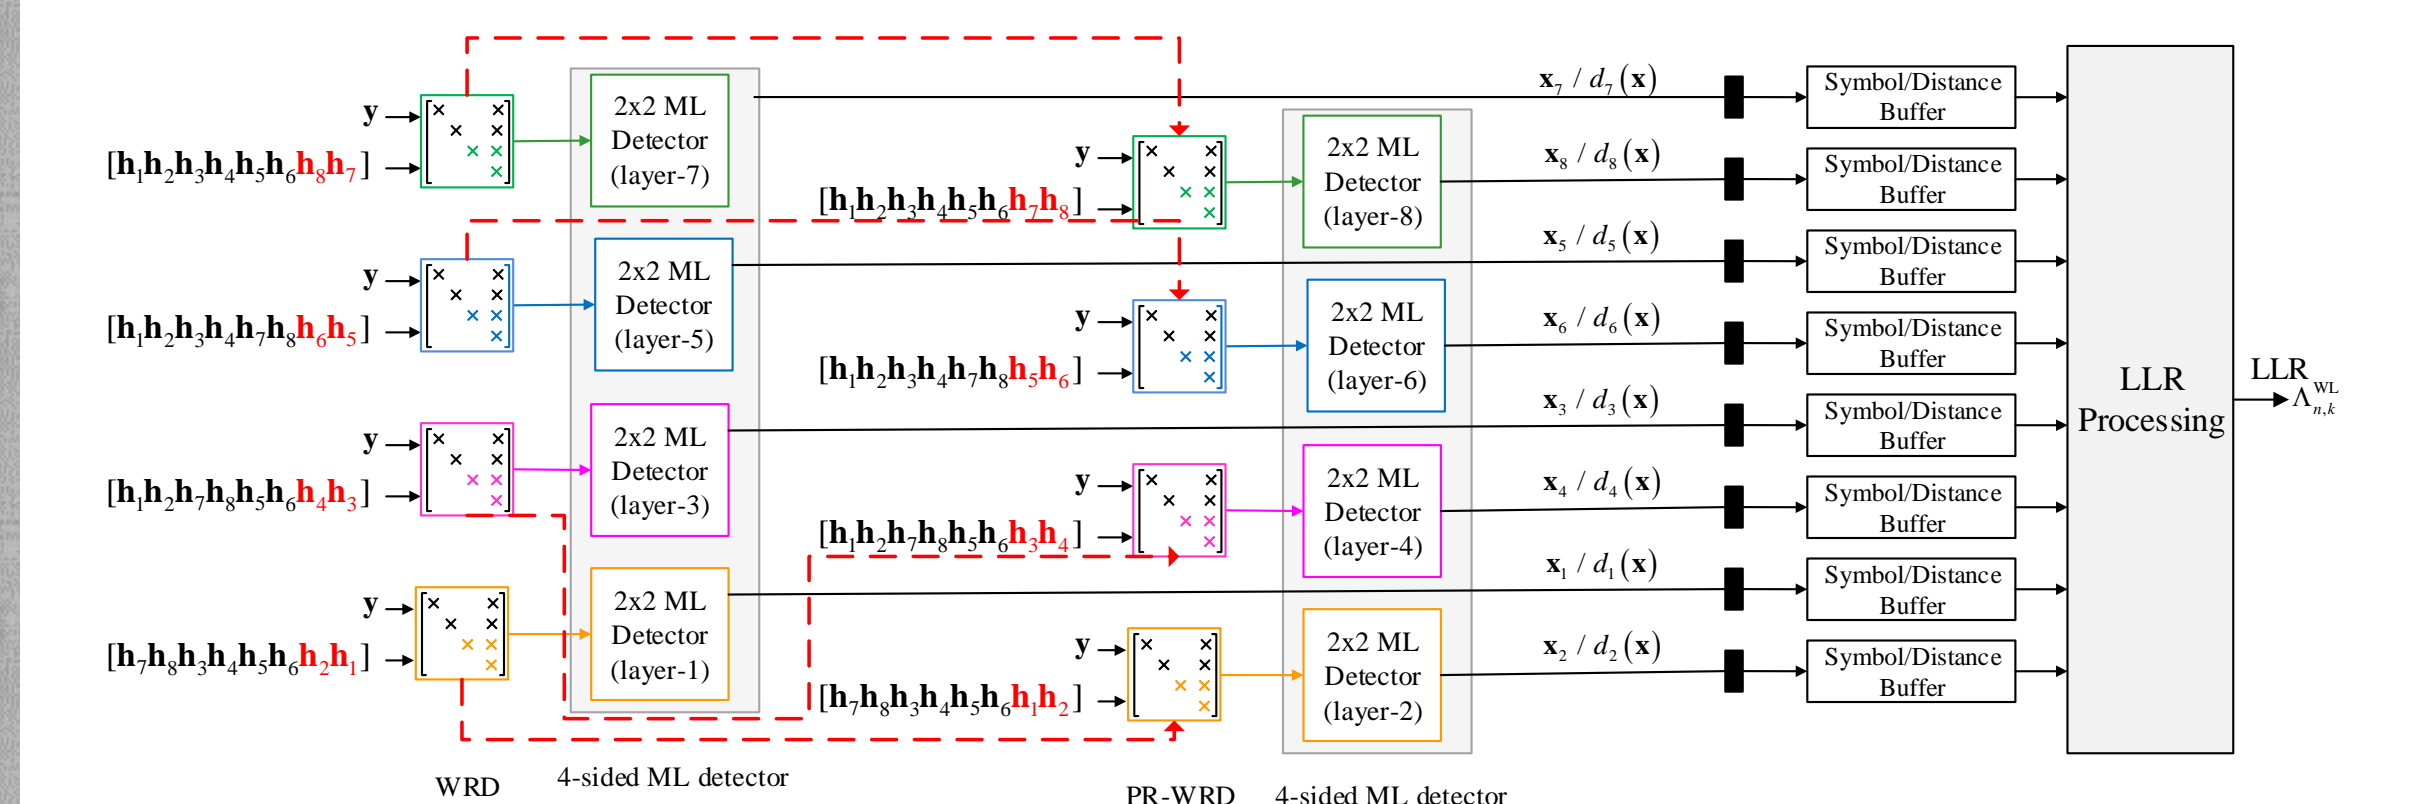 y
[h₁h₂h₃h₄h₅h₆h₈h₇]
2x2 ML
Detector
(layer-7)
x₇ / d₇(x)
Symbol/Distance
Buffer
y
[h₁h₂h₃h₄h₅h₆h₇h₈]
2x2 ML
Detector
(layer-8)
x₈ / d₈(x)
Symbol/Distance
Buffer
y
[h₁h₂h₃h₄h₇h₈h₆h₅]
2x2 ML
Detector
(layer-5)
x₅ / d₅(x)
Symbol/Distance
Buffer
y
[h₁h₂h₃h₄h₇h₈h₅h₆]
2x2 ML
Detector
(layer-6)
x₆ / d₆(x)
Symbol/Distance
Buffer
y
[h₁h₂h₇h₈h₅h₆h₄h₃]
2x2 ML
Detector
(layer-3)
x₃ / d₃(x)
Symbol/Distance
Buffer
y
[h₁h₂h₇h₈h₅h₆h₃h₄]
2x2 ML
Detector
(layer-4)
x₄ / d₄(x)
Symbol/Distance
Buffer
y
[h₇h₈h₃h₄h₅h₆h₂h₁]
2x2 ML
Detector
(layer-1)
x₁ / d₁(x)
Symbol/Distance
Buffer
y
[h₇h₈h₃h₄h₅h₆h₁h₂]
2x2 ML
Detector
(layer-2)
x₂ / d₂(x)
Symbol/Distance
Buffer
LLR
Processing
LLR
Λₙ,ₖ^WL
WRD
4-sided ML detector
PR-WRD
4-sided ML detector